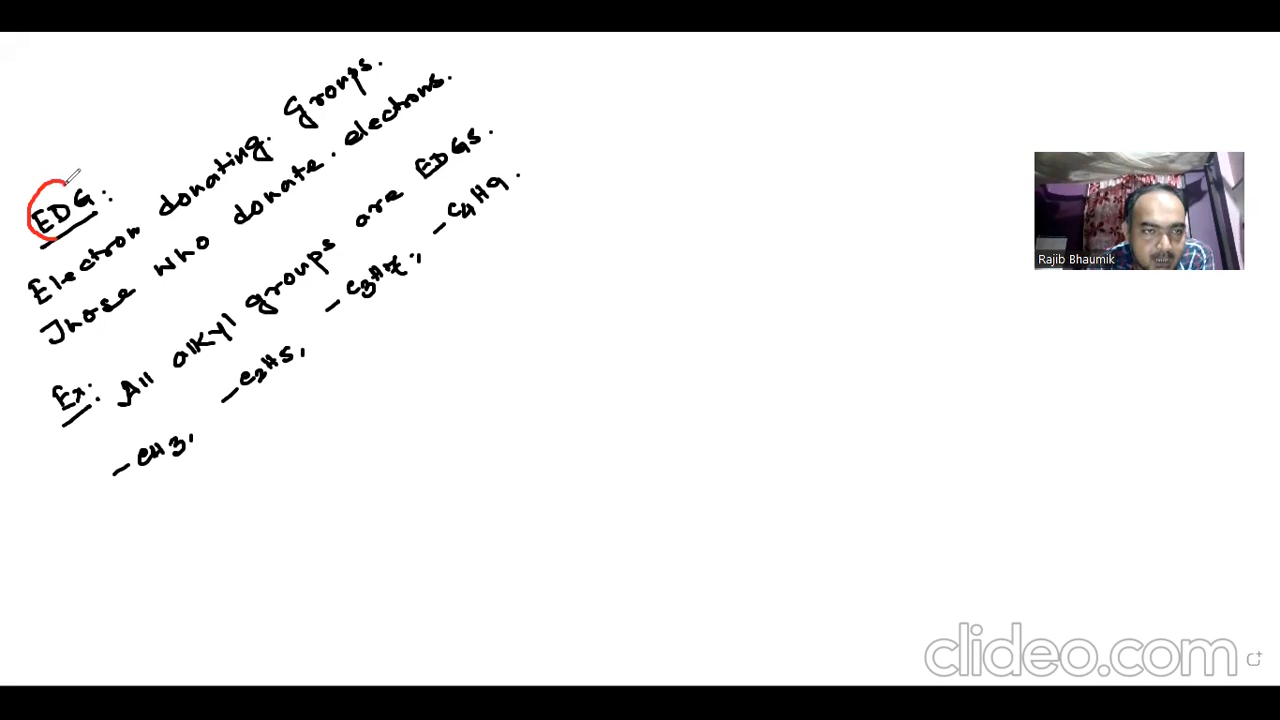 EDG:
Electron donating. Groups.
Those who donate. electrons.
Ex: All alkyl groups are EDGs.
-CH3, -C2H5, -C3H7, -C4H9.
Rajib Bhaumik
clideo.com